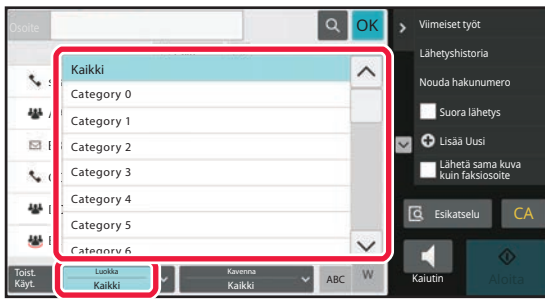 Osoite
OK
Kaikki
Category 0
Category 1
Category 2
Category 3
Category 4
Category 5
Category 6
Toist.
Käyt.
Luokka
Kaikki
Kavenna
Kaikki
ABC
W
Viimeiset työt
Lähetyshistoria
Nouda hakunumero
Suora lähetys
Lisää Uusi
Lähetä sama kuva
kuin faksiosoite
Esikatselu
CA
Kaiutin
Aloita